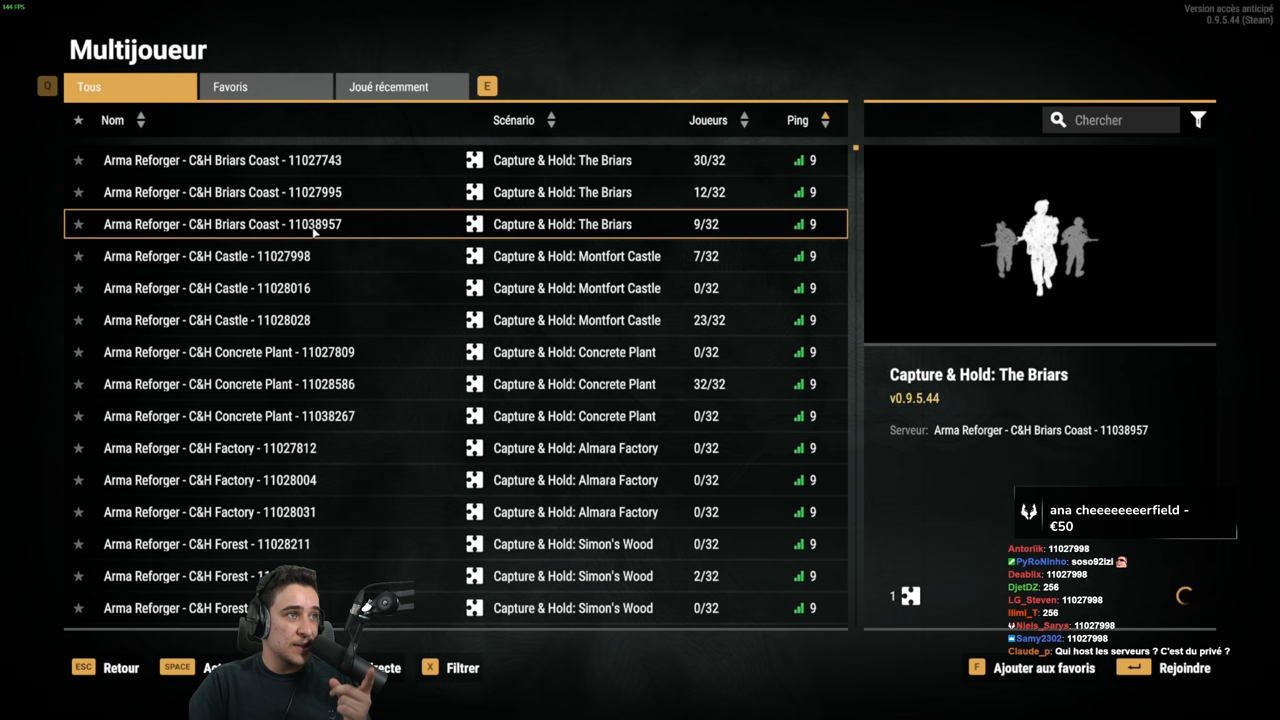 144 FPS
Version accès anticipé
0.9.5.44 (Steam)
Multijoueur
Q
Tous
Favoris
Joué récemment
E
Nom
Scénario
Joueurs
Ping
Chercher
Arma Reforger - C&H Briars Coast - 11027743 Capture & Hold: The Briars 30/32 9
Arma Reforger - C&H Briars Coast - 11027995 Capture & Hold: The Briars 12/32 9
Arma Reforger - C&H Briars Coast - 11038957 Capture & Hold: The Briars 9/32 9
Arma Reforger - C&H Castle - 11027998 Capture & Hold: Montfort Castle 7/32 9
Arma Reforger - C&H Castle - 11028016 Capture & Hold: Montfort Castle 0/32 9
Arma Reforger - C&H Castle - 11028028 Capture & Hold: Montfort Castle 23/32 9
Arma Reforger - C&H Concrete Plant - 11027809 Capture & Hold: Concrete Plant 0/32 9
Arma Reforger - C&H Concrete Plant - 11028586 Capture & Hold: Concrete Plant 32/32 9
Arma Reforger - C&H Concrete Plant - 11038267 Capture & Hold: Concrete Plant 0/32 9
Arma Reforger - C&H Factory - 11027812 Capture & Hold: Almara Factory 0/32 9
Arma Reforger - C&H Factory - 11028004 Capture & Hold: Almara Factory 0/32 9
Arma Reforger - C&H Factory - 11028031 Capture & Hold: Almara Factory 0/32 9
Arma Reforger - C&H Forest - 11028211 Capture & Hold: Simon's Wood 0/32 9
Arma Reforger - C&H Forest - Capture & Hold: Simon's Wood 2/32 9
Arma Reforger - C&H Forest Capture & Hold: Simon's Wood 0/32 9
Capture & Hold: The Briars
v0.9.5.44
Serveur: Arma Reforger - C&H Briars Coast - 11038957
ana cheeeeeeeerfield -
€50
Antoriik: 11027998
PyRoNinho: soso92izi
Deablix: 11027998
DjetDZ: 256
LG_Steven: 11027998
Ilimi_T: 256
Niels_Sarys: 11027998
Samy2302: 11027998
Claude_p: Qui host les serveurs ? C'est du privé ?
1
ESC Retour
SPACE
X Filtrer
F Ajouter aux favoris
Rejoindre